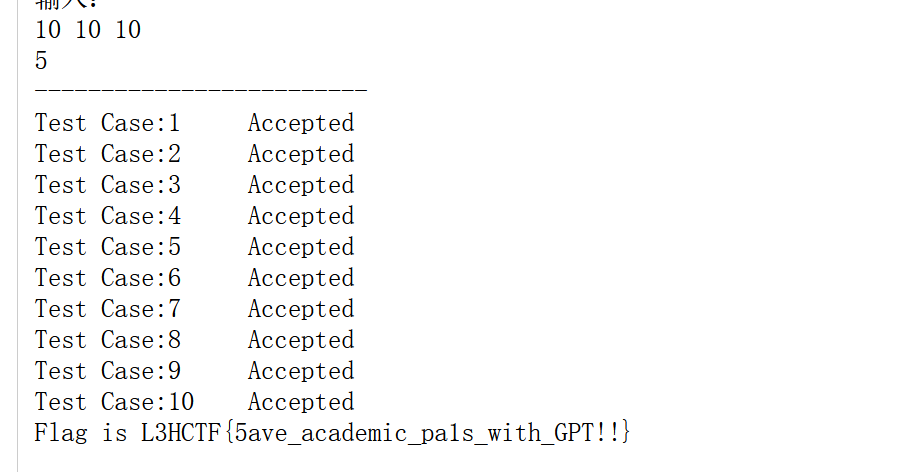 输入:
10 10 10
5
-------------------------
Test Case:1 Accepted
Test Case:2 Accepted
Test Case:3 Accepted
Test Case:4 Accepted
Test Case:5 Accepted
Test Case:6 Accepted
Test Case:7 Accepted
Test Case:8 Accepted
Test Case:9 Accepted
Test Case:10 Accepted
Flag is L3HCTF{5ave_academic_pa1s_with_GPT!!}